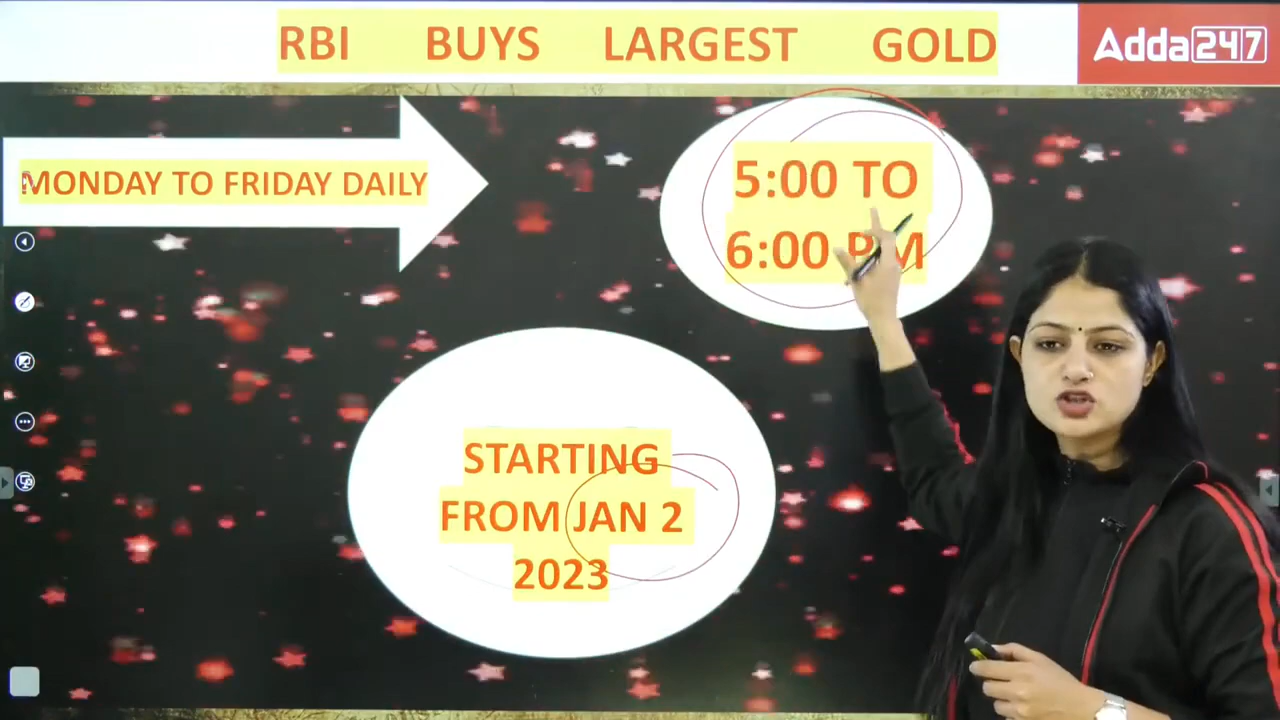 RBI BUYS LARGEST GOLD
Adda247
MONDAY TO FRIDAY DAILY
5:00 TO
6:00 PM
STARTING
FROM JAN 2
2023